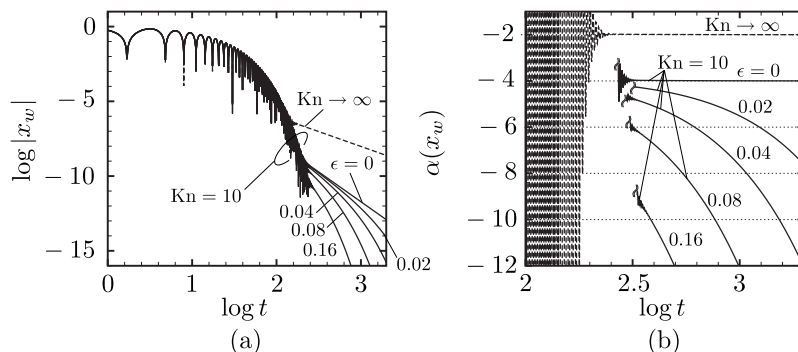 0
−5
−10
−15
log |x_w|
Kn → ∞
Kn = 10
ϵ = 0
0.04
0.08
0.16
0.02
0 1 2 3
log t
(a)
−2
−4
−6
−8
−10
−12
α(x_w)
Kn → ∞
Kn = 10
ϵ = 0
0.02
0.04
0.08
0.16
2 2.5 3
log t
(b)